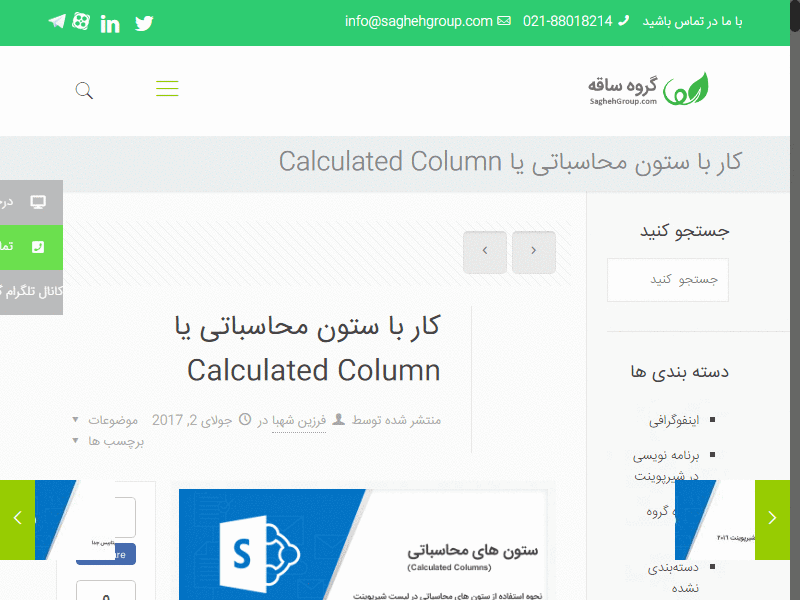 با ما در تماس باشید 021-88018214 info@saghehgroup.com
گروه ساقه
SaghehGroup.com
کار با ستون محاسباتی یا Calculated Column
جستجو کنید
جستجو کنید
دسته بندی ها
اینفوگرافی
برنامه نویسی
در شیرپوینت
گروه
دسته‌بندی
نشده
کار با ستون محاسباتی یا
Calculated Column
منتشر شده توسط فرزین شهبا در جولای 2, 2017 موضوعات
برچسب ها
ستون های محاسباتی
(Calculated Columns)
نحوه استفاده از ستون های محاسباتی در لیست شیرپوینت
S
کانال تلگرام
شیرپوینت ۲۰۱۶